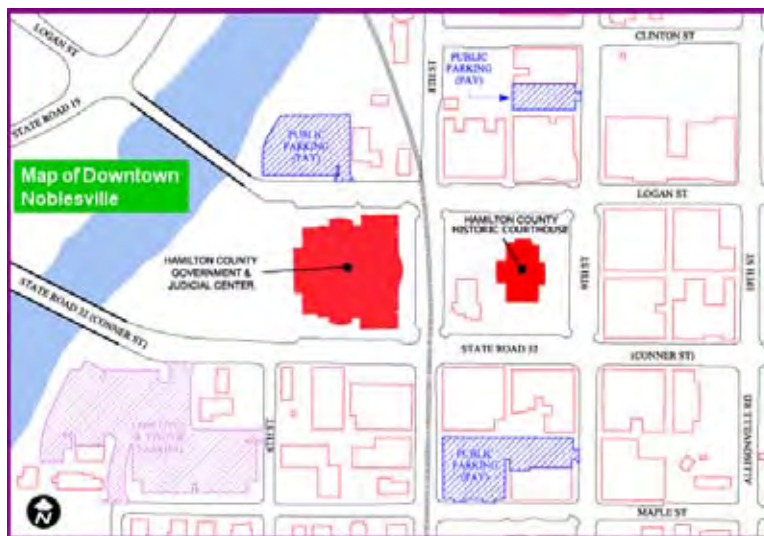 LOGAN ST
STATE ROAD 19
CLINTON ST
PUBLIC
PARKING
(PAY)
8TH ST
PUBLIC
PARKING
(PAY)
Map of Downtown
Noblesville
LOGAN ST
HAMILTON COUNTY
HISTORIC COURTHOUSE
HAMILTON COUNTY
GOVERNMENT &
JUDICIAL CENTER
9TH ST
10TH ST
STATE ROAD 32 (CONNER ST)
STATE ROAD 32
(CONNER ST)
& VISITOR
PARKING
PUBLIC
PARKING
(PAY)
ALLISONVILLE RD
N
MAPLE ST